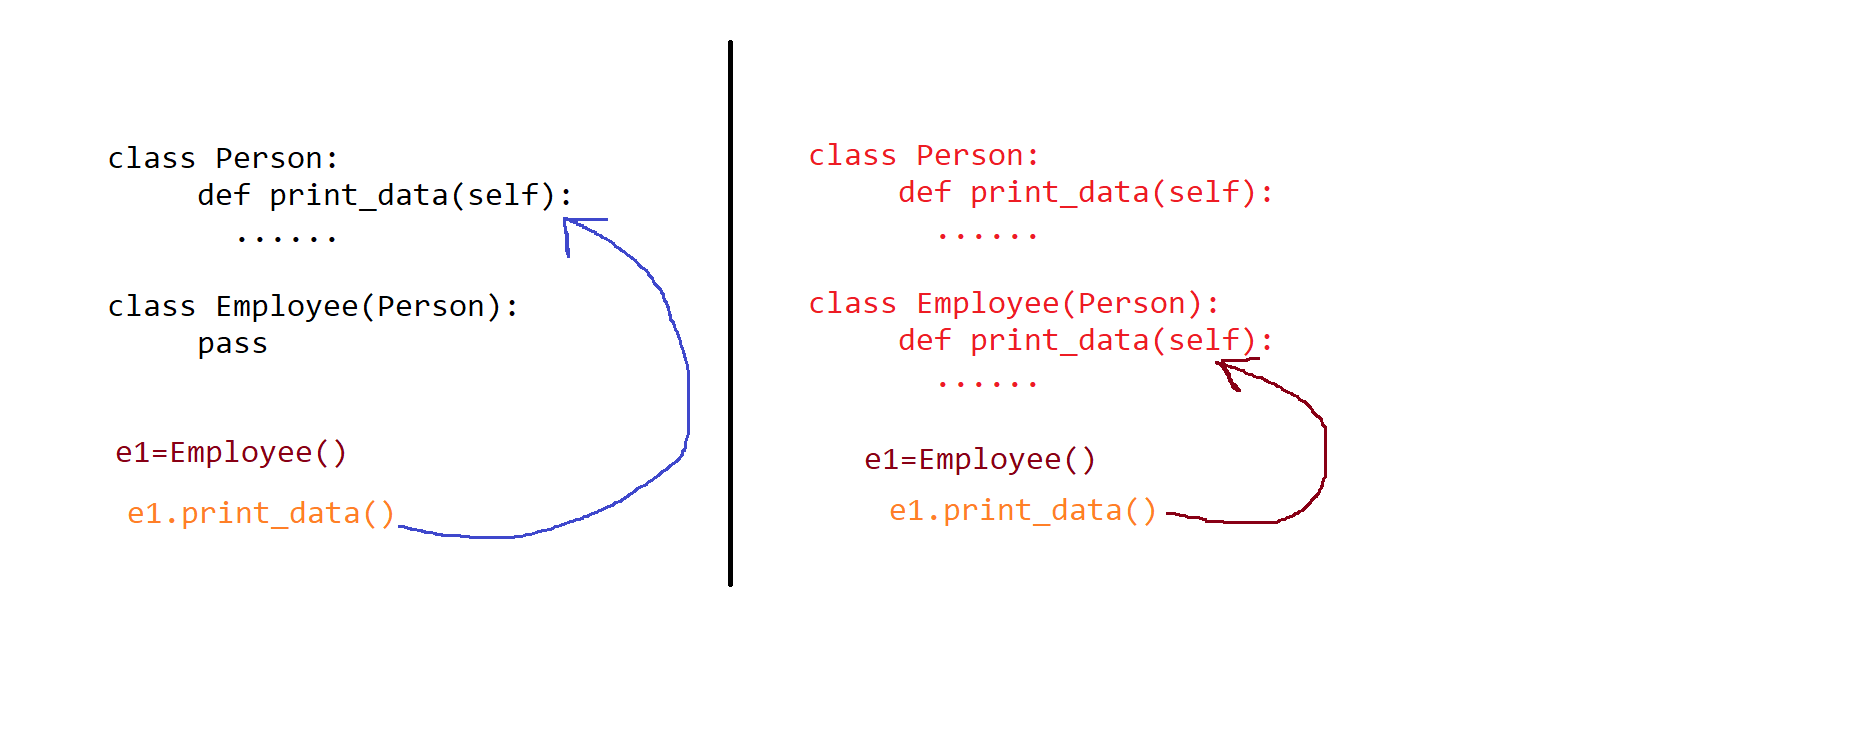 class Person:
def print_data(self):
......
class Employee(Person):
pass
e1=Employee()
e1.print_data()
class Person:
def print_data(self):
......
class Employee(Person):
def print_data(self):
......
e1=Employee()
e1.print_data()